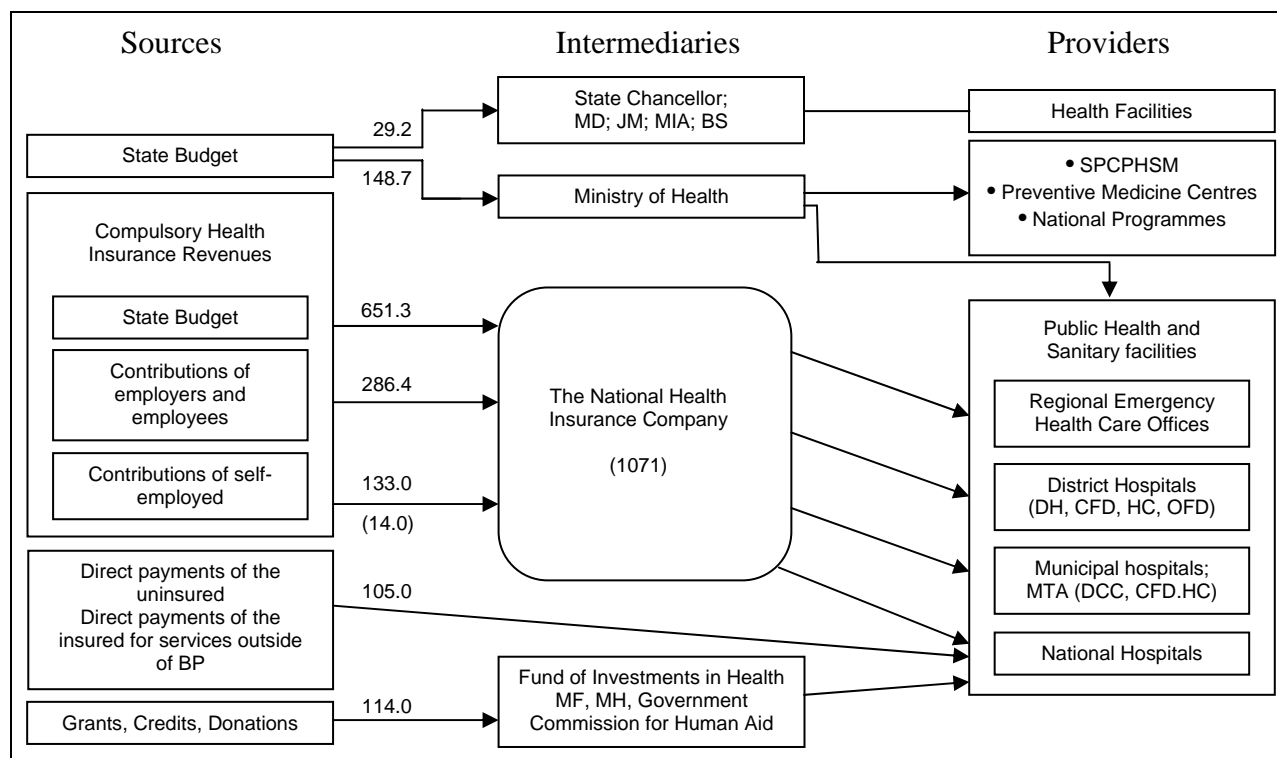 Sources
Intermediaries
Providers
State Chancellor;
MD; JM; MIA; BS
Health Facilities
29.2
State Budget
148.7
Ministry of Health
• SPCPHSM
• Preventive Medicine Centres
• National Programmes
Compulsory Health
Insurance Revenues
State Budget
651.3
Contributions of
employers and
employees
286.4
Contributions of self-
employed
133.0
(14.0)
The National Health
Insurance Company
(1071)
Public Health and
Sanitary facilities
Regional Emergency
Health Care Offices
District Hospitals
(DH, CFD, HC, OFD)
Municipal hospitals;
MTA (DCC, CFD.HC)
National Hospitals
Direct payments of the
uninsured
Direct payments of the
insured for services outside
of BP
105.0
Fund of Investments in Health
MF, MH, Government
Commission for Human Aid
Grants, Credits, Donations
114.0